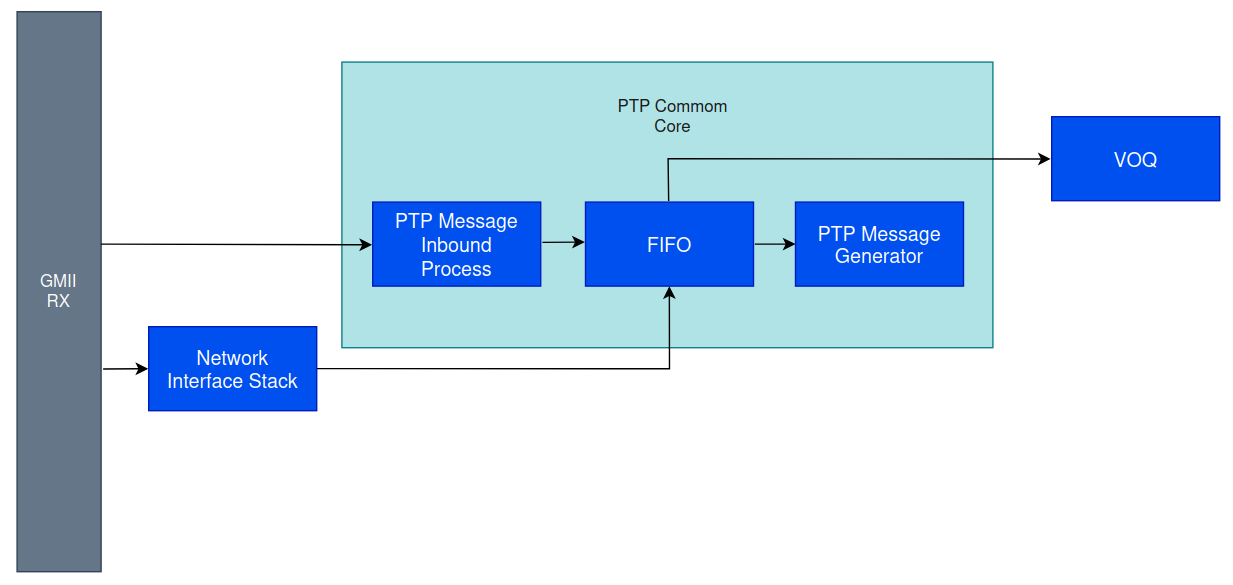 PTP Commom
Core
VOQ
PTP Message
Inbound
Process
FIFO
PTP Message
Generator
GMII
RX
Network
Interface Stack